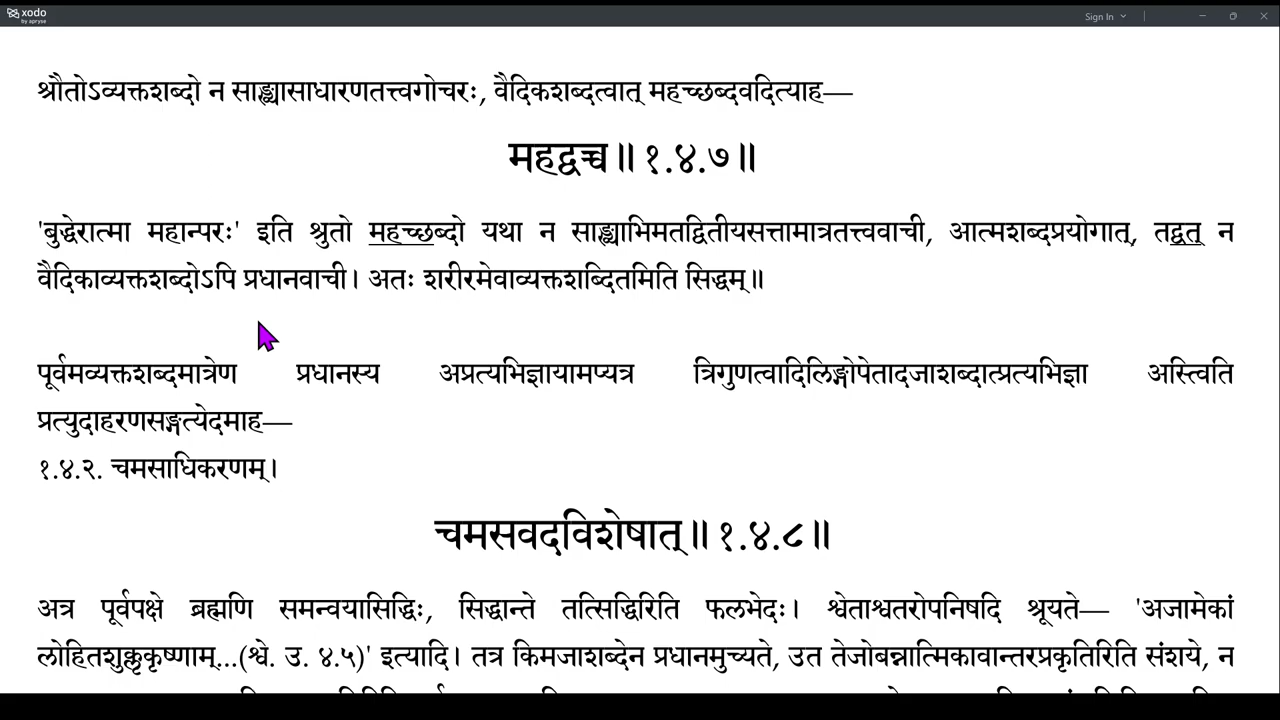 xodo
by apryse
Sign In
श्रौतोऽव्यक्तशब्दो न साङ्ख्यासाधारणतत्त्वगोचरः, वैदिकशब्दत्वात् महच्छब्दवदित्याह—
महद्वच्च॥ १.४.७॥
'बुद्धेरात्मा महान्परः' इति श्रुतो महच्छब्दो यथा न साङ्ख्याभिमतद्वितीयसत्तामात्रतत्त्ववाची, आत्मशब्दप्रयोगात्, तद्वत् न
वैदिकाव्यक्तशब्दोऽपि प्रधानवाची। अतः शरीरमेवाव्यक्तशब्दितमिति सिद्धम्॥
पूर्वमव्यक्तशब्दमात्रेण प्रधानस्य अप्रत्यभिज्ञायामप्यत्र त्रिगुणत्वादिलिङ्गोपेतादजाशब्दात्प्रत्यभिज्ञा अस्त्विति
प्रत्युदाहरणसङ्गत्येदमाह—
१.४.२. चमसाधिकरणम्।
चमसवदविशेषात्॥ १.४.८॥
अत्र पूर्वपक्षे ब्रह्मणि समन्वयासिद्धिः, सिद्धान्ते तत्सिद्धिरिति फलभेदः। श्वेताश्वतरोपनिषदि श्रूयते— 'अजामेकां
लोहितशुक्लकृष्णाम्...(श्वे. उ. ४.५)' इत्यादि। तत्र किमजाशब्देन प्रधानमुच्यते, उत तेजोबन्नात्मिकावान्तरप्रकृतिरिति संशये, न